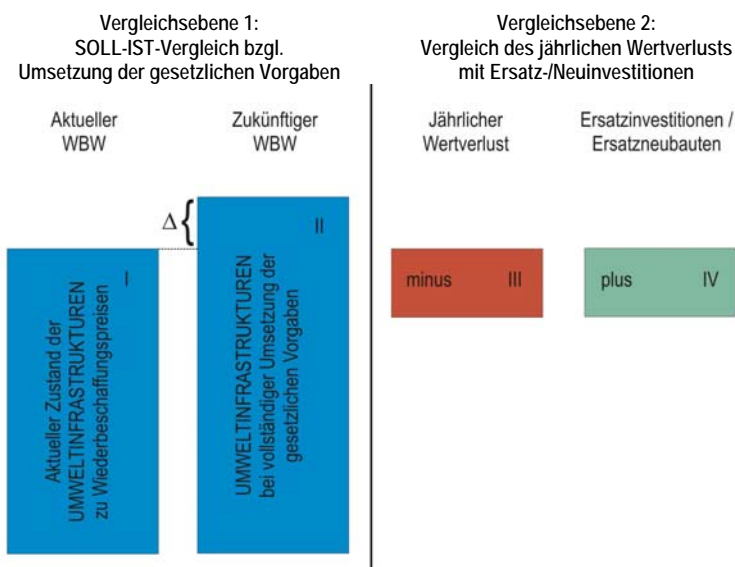 Vergleichsebene 1:
SOLL-IST-Vergleich bzgl.
Umsetzung der gesetzlichen Vorgaben
Aktueller
WBW
Zukünftiger
WBW
Δ{
I
Aktueller Zustand der
UMWELTINFRASTRUKTUREN
zu Wiederbeschaffungspreisen
II
UMWELTINFRASTRUKTUREN
bei vollständiger Umsetzung der
gesetzlichen Vorgaben
Vergleichsebene 2:
Vergleich des jährlichen Wertverlusts
mit Ersatz-/Neuinvestitionen
Jährlicher
Wertverlust
Ersatzinvestitionen /
Ersatzneubauten
minus III
plus IV